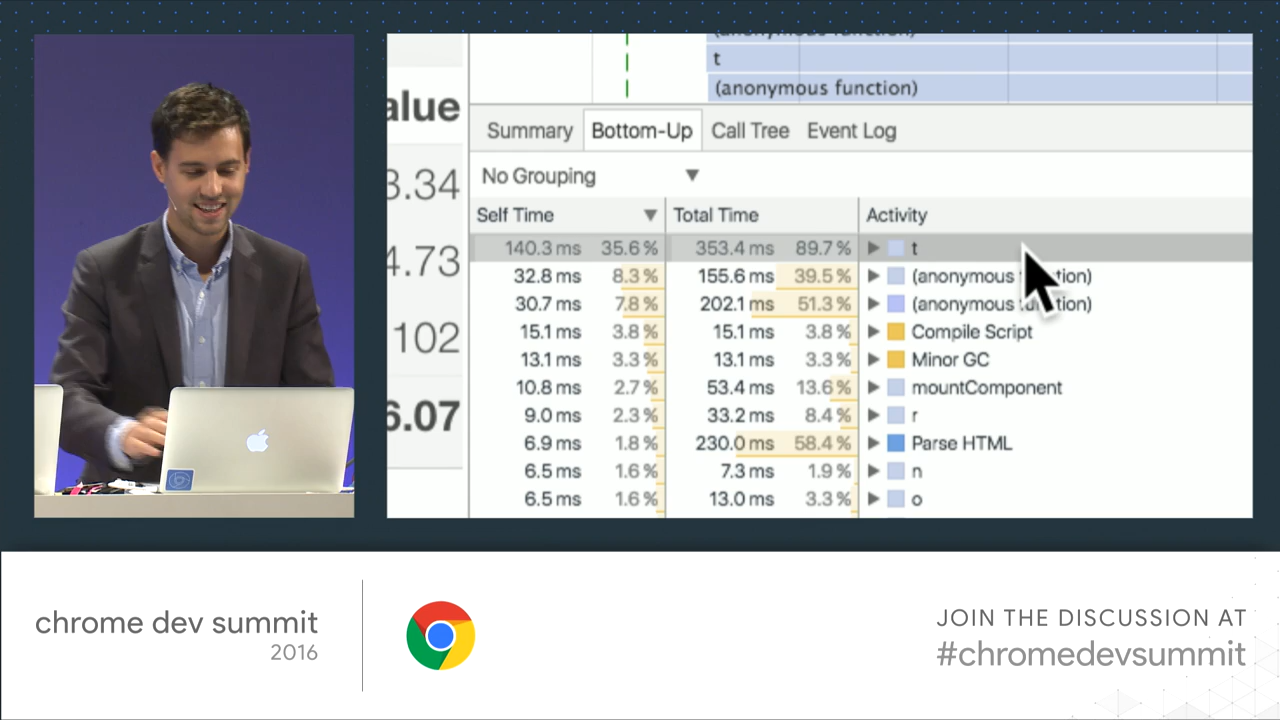 (anonymous function)
t
(anonymous function)
alue
3.34
4.73
102
6.07
Summary Bottom-Up Call Tree Event Log
No Grouping
Self Time Total Time Activity
140.3 ms 35.6 % 353.4 ms 89.7 % t
32.8 ms 8.3 % 155.6 ms 39.5 % (anonymous tion)
30.7 ms 7.8 % 202.1 ms 51.3 % (anonymous tion)
15.1 ms 3.8 % 15.1 ms 3.8 % Compile Script
13.1 ms 3.3 % 13.1 ms 3.3 % Minor GC
10.8 ms 2.7 % 53.4 ms 13.6 % mountComponent
9.0 ms 2.3 % 33.2 ms 8.4 % r
6.9 ms 1.8 % 230.0 ms 58.4 % Parse HTML
6.5 ms 1.6 % 7.3 ms 1.9 % n
6.5 ms 1.6 % 13.0 ms 3.3 % o
chrome dev summit
2016
JOIN THE DISCUSSION AT
#chromedevsummit